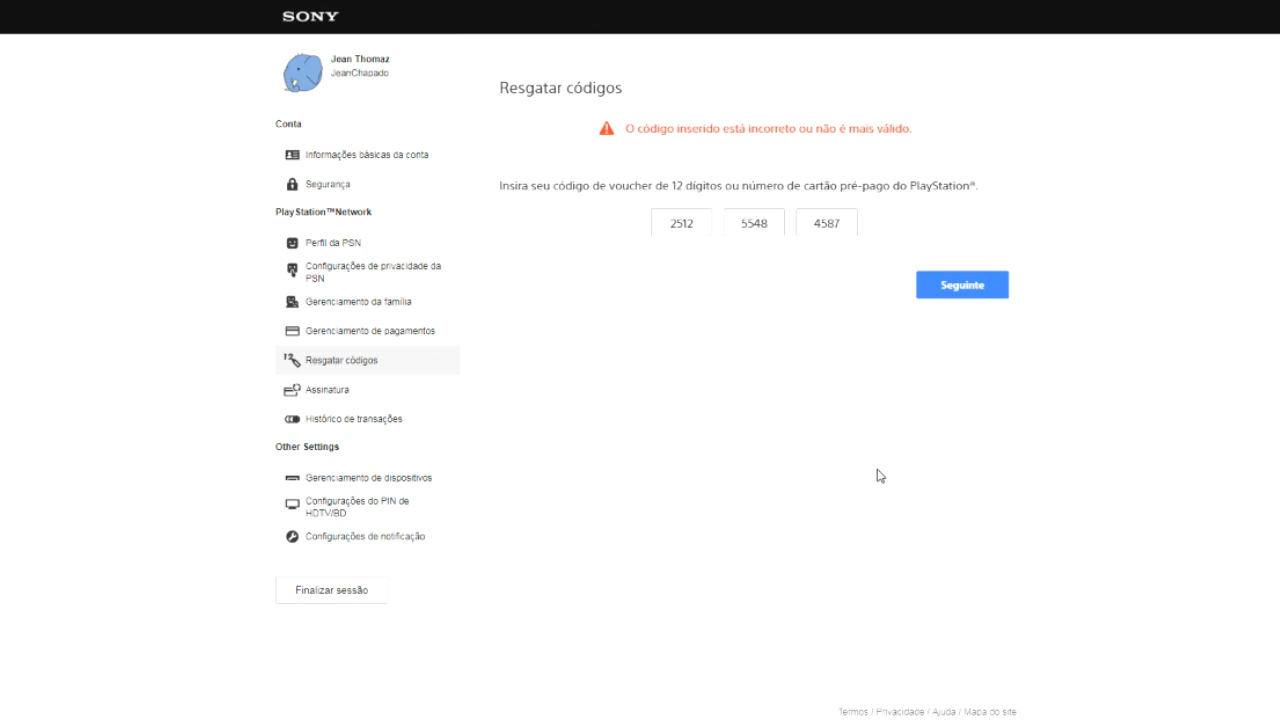 SONY
Jean Thomaz
JeanChapado
Conta
Informações básicas da conta
Segurança
PlayStation™Network
Perfil da PSN
Configurações de privacidade da
PSN
Gerenciamento da família
Gerenciamento de pagamentos
Resgatar códigos
Assinatura
Histórico de transações
Other Settings
Gerenciamento de dispositivos
Configurações do PIN de
HDTV/BD
Configurações de notificação
Finalizar sessão
Resgatar códigos
O código inserido está incorreto ou não é mais válido.
Insira seu código de voucher de 12 dígitos ou número de cartão pré-pago do PlayStation®.
2512 5548 4587
Seguinte
Termos / Privacidade / Ajuda / Mapa do site